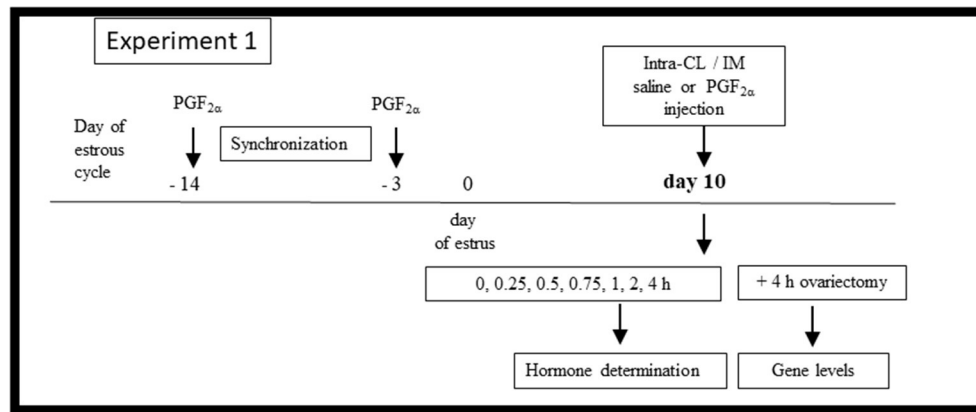 Experiment 1
Intra-CL / IM
saline or PGF2α
injection
PGF2α
PGF2α
Day of
estrous
cycle
Synchronization
- 14
- 3
0
day 10
day
of estrus
0, 0.25, 0.5, 0.75, 1, 2, 4 h
+ 4 h ovariectomy
Hormone determination
Gene levels